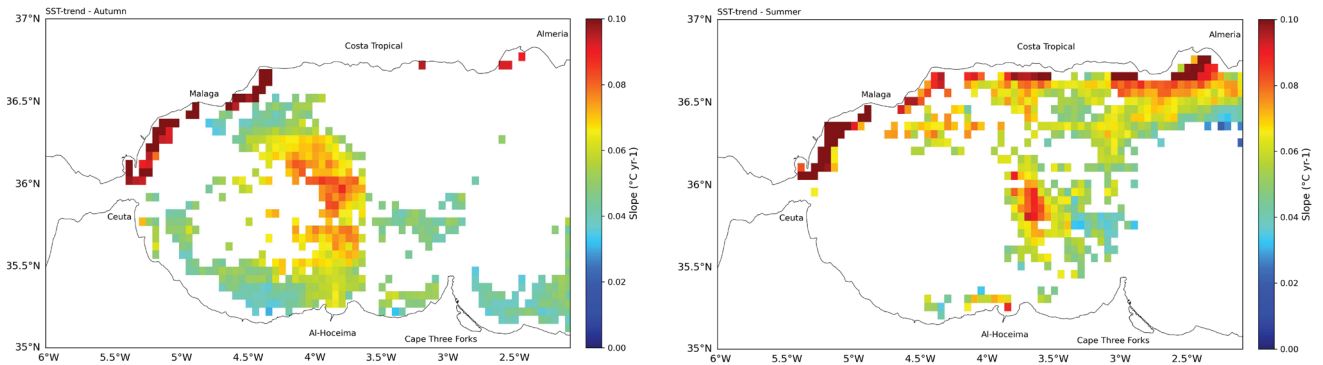 SST-trend - Autumn
37°N
36.5°N
36°N
35.5°N
35°N
6°W
5.5°W
5°W
4.5°W
4°W
3.5°W
3°W
2.5°W
Almeria
Costa Tropical
Malaga
Ceuta
Al-Hoceima
Cape Three Forks
0.10
0.08
0.06
0.04
0.02
0.00
Slope (°C yr-1)
SST-trend - Summer
37°N
36.5°N
36°N
35.5°N
35°N
6°W
5.5°W
5°W
4.5°W
4°W
3.5°W
3°W
2.5°W
Almeria
Costa Tropical
Malaga
Ceuta
Al-Hoceima
Cape Three Forks
0.10
0.08
0.06
0.04
0.02
0.00
Slope (°C yr-1)